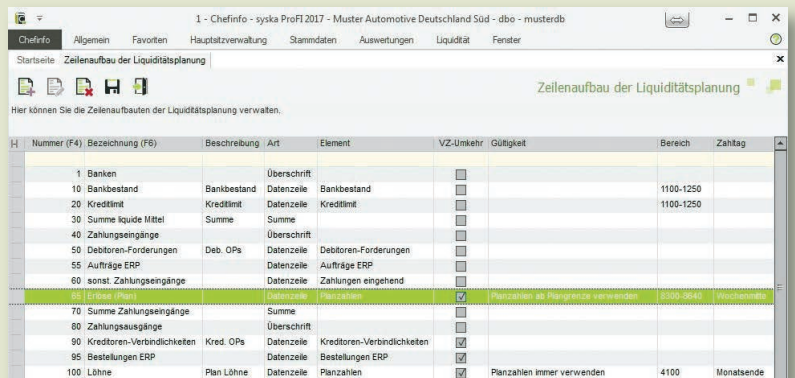 1 - Chefinfo - syska ProFI 2017 - Muster Automotive Deutschland Süd - dbo - musterdb
Chefinfo Allgemein Favoriten Hauptsitzverwaltung Stammdaten Auswertungen Liquidität Fenster
Startseite Zeilenaufbau der Liquiditätsplanung
Zeilenaufbau der Liquiditätsplanung
Hier können Sie die Zeilenaufbauten der Liquiditätsplanung verwalten.
Nummer (F4) Bezeichnung (F6) Beschreibung Art Element VZ-Umkehr Gültigkeit Bereich Zahltag
1 Banken Überschrift
10 Bankbestand Bankbestand Datenzeile Bankbestand 1100-1250
20 Kreditlimit Kreditlimit Datenzeile Kreditlimit 1100-1250
30 Summe liquide Mittel Summe Summe
40 Zahlungseingänge Überschrift
50 Debitoren-Forderungen Deb. OPs Datenzeile Debitoren-Forderungen
55 Aufträge ERP Datenzeile Aufträge ERP
60 sonst. Zahlungseingänge Datenzeile Zahlungen eingehend
65 Erlöse (Plan) Datenzeile Planzahlen Planzahlen ab Plangrenze verwenden 8300-8640 Wochenmitte
70 Summe Zahlungseingänge Summe
80 Zahlungsausgänge Überschrift
90 Kreditoren-Verbindlichkeiten Kred. OPs Datenzeile Kreditoren-Verbindlichkeiten
95 Bestellungen ERP Datenzeile Bestellungen ERP
100 Löhne Plan Löhne Datenzeile Planzahlen Planzahlen immer verwenden 4100 Monatsende